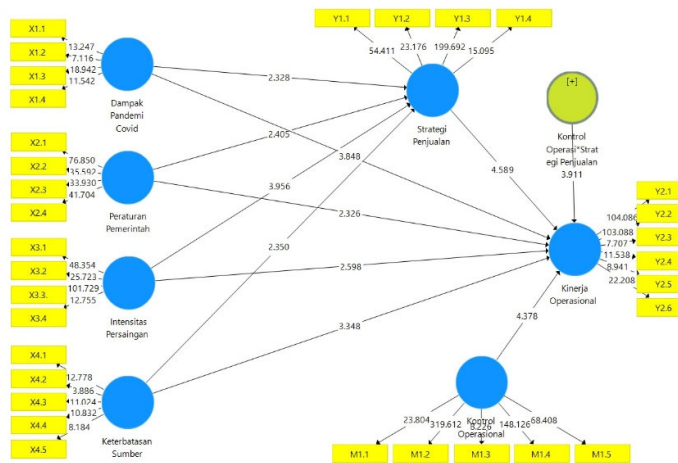 X1.1
X1.2
X1.3
X1.4
13.247
7.116
18.942
11.542
Dampak
Pandemi
Covid
X2.1
X2.2
X2.3
X2.4
76.850
35.592
33.930
41.704
Peraturan
Pemerintah
X3.1
X3.2
X3.3.
X3.4
48.354
25.723
101.729
12.755
Intensitas
Persaingan
X4.1
X4.2
X4.3
X4.4
X4.5
12.778
3.886
11.024
10.832
8.184
Keterbatasan
Sumber
2.328
2.405
3.848
3.956
2.326
2.350
2.598
3.348
Y1.1
Y1.2
Y1.3
Y1.4
54.411
23.176
199.692
15.095
Strategi
Penjualan
4.589
[+]
Kontrol
Operasi*Strat
egi Penjualan
3.911
Y2.1
Y2.2
Y2.3
Y2.4
Y2.5
Y2.6
104.086
103.088
7.707
11.538
8.941
22.208
Kinerja
Operasional
4.378
Kontrol
Operasional
23.804
319.612
8.226
148.126
68.408
M1.1
M1.2
M1.3
M1.4
M1.5